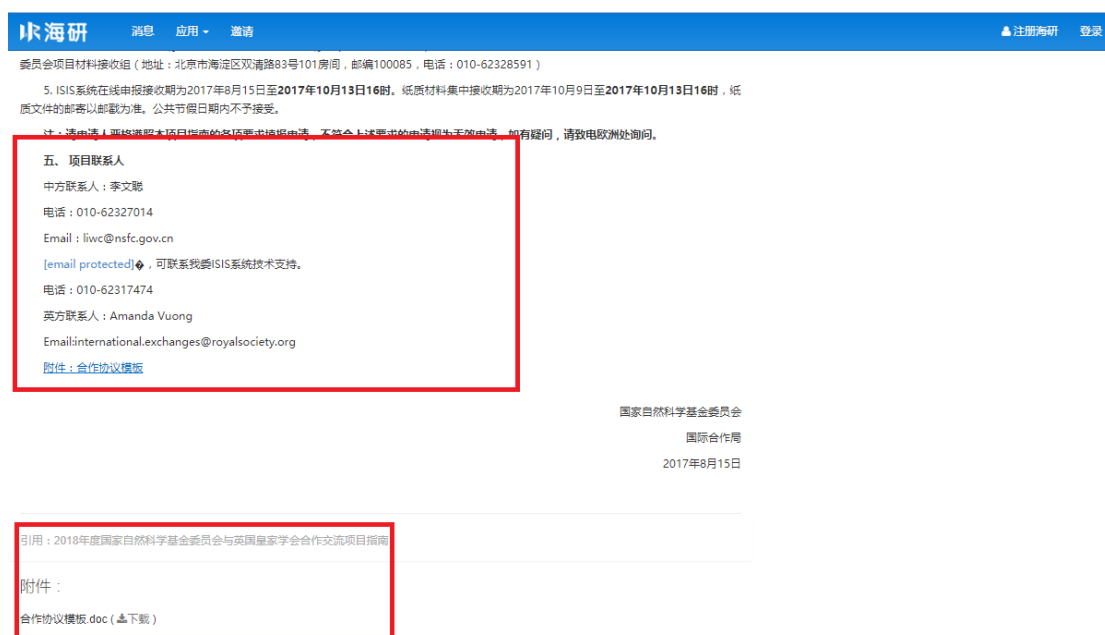 海研 消息 应用 邀请 注册海研 登录
委员会项目材料接收组（地址：北京市海淀区双清路83号101房间，邮编100085，电话：010-62328591）
5. ISIS系统在线申报接收期为2017年8月15日至2017年10月13日16时。纸质材料集中接收期为2017年10月9日至2017年10月13日16时，纸
质文件的邮寄以邮戳为准。公共节假日期内不予接受。
注：请申请人严格遵照本项目指南的各项要求填报申请，不符合上述要求的申请视为无效申请。如有疑问，请致电欧洲处询问。
五、 项目联系人
中方联系人：李文聪
电话：010-62327014
Email：liwc@nsfc.gov.cn
[email protected]�，可联系我委ISIS系统技术支持。
电话：010-62317474
英方联系人：Amanda Vuong
Email:international.exchanges@royalsociety.org
附件：合作协议模板
国家自然科学基金委员会
国际合作局
2017年8月15日
引用：2018年度国家自然科学基金委员会与英国皇家学会合作交流项目指南
附件：
合作协议模板.doc（下载）